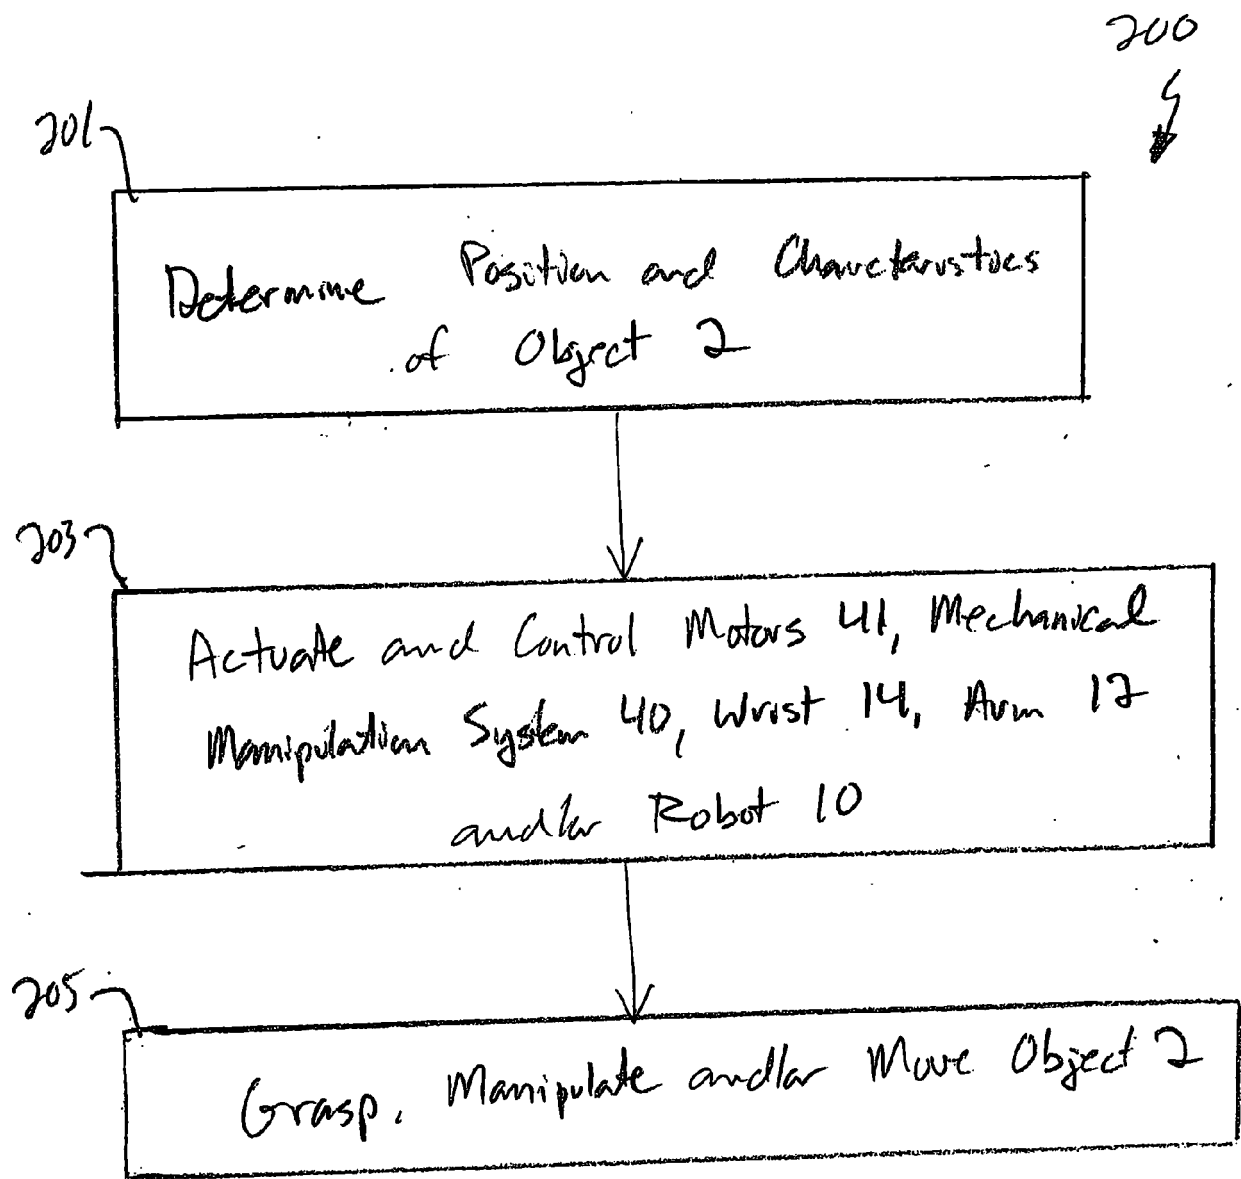 200
201
Determine Position and Characteristics
of Object 2
203
Actuate and Control Motors 41, Mechanical
Manipulation System 40, Wrist 14, Arm 12
and/or Robot 10
205
Grasp, Manipulate and/or Move Object 2